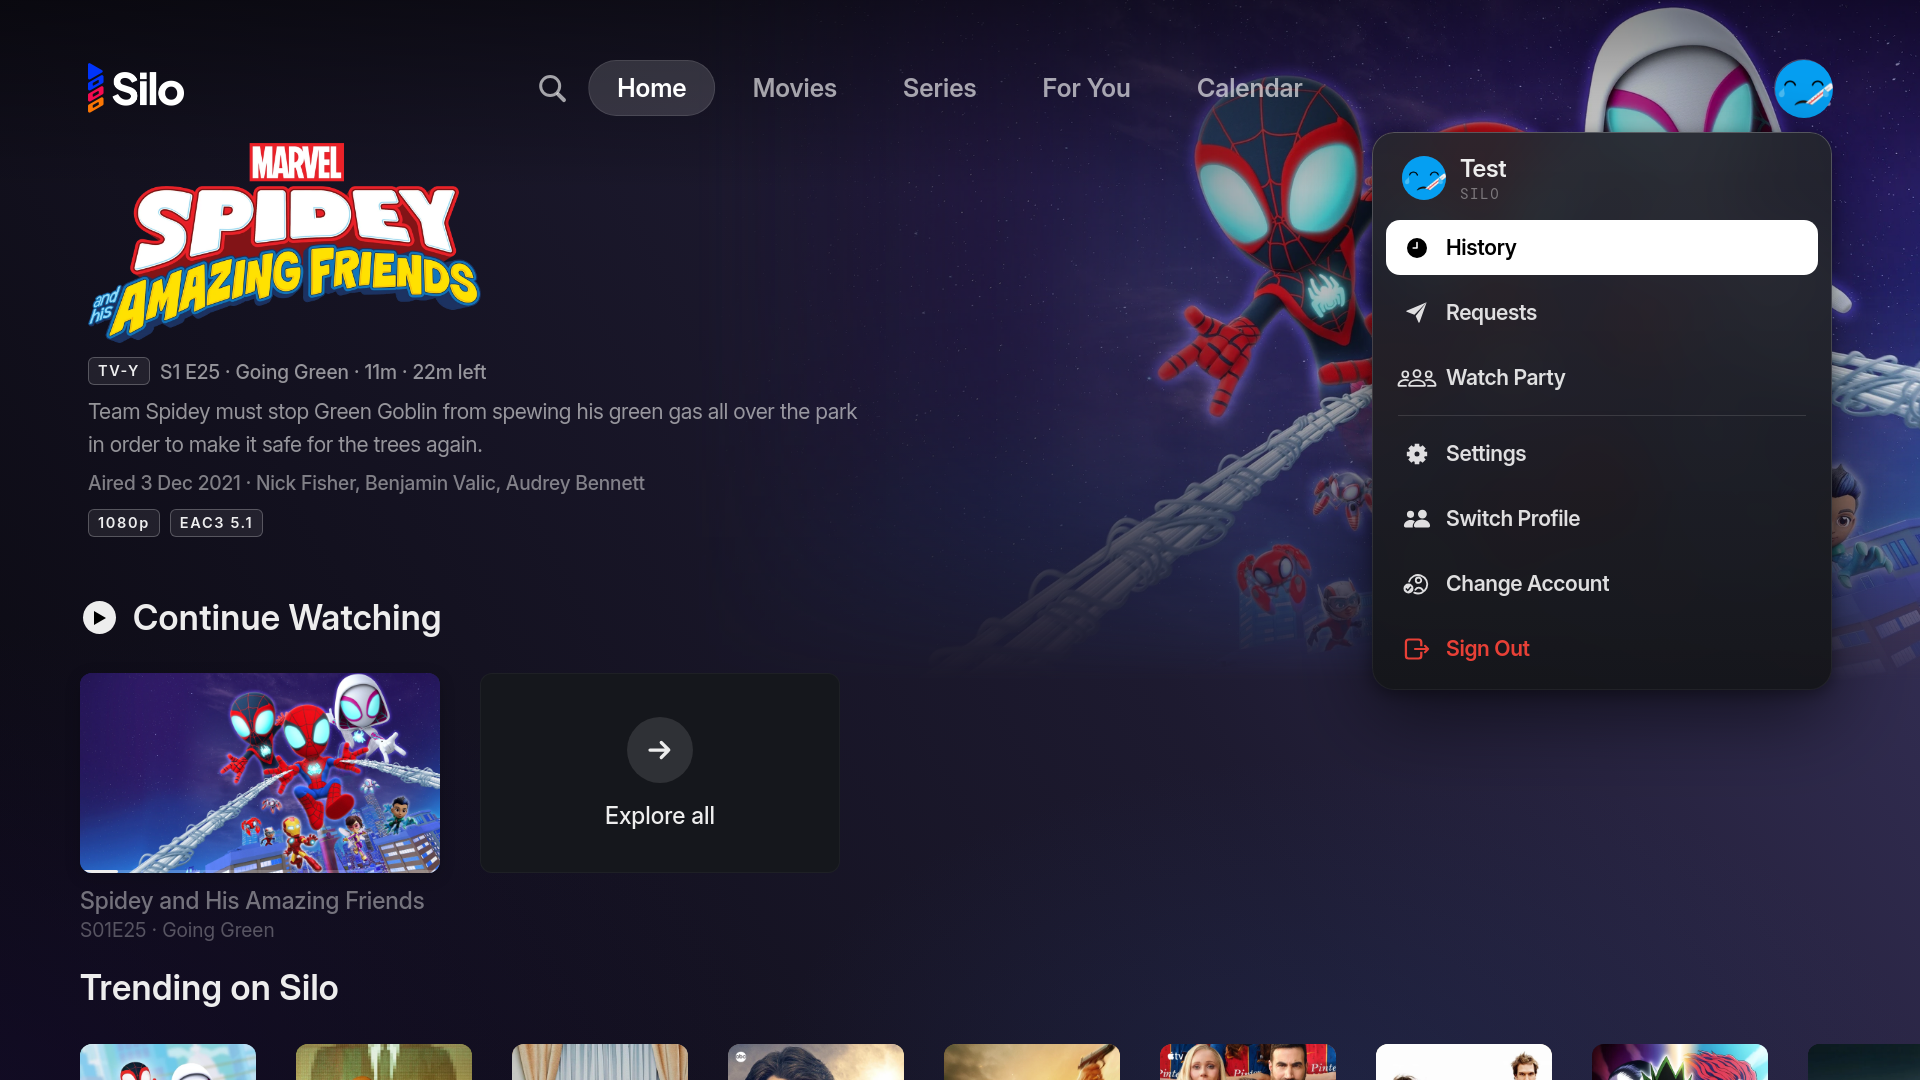 Silo
Home
Movies
Series
For You
Calendar
MARVEL
SPIDEY
and his
AMAZING FRIENDS
TV-Y
S1 E25 · Going Green · 11m · 22m left
Team Spidey must stop Green Goblin from spewing his green gas all over the park
in order to make it safe for the trees again.
Aired 3 Dec 2021 · Nick Fisher, Benjamin Valic, Audrey Bennett
1080p
EAC3 5.1
Test
SILO
History
Requests
Watch Party
Settings
Switch Profile
Change Account
Sign Out
Continue Watching
Explore all
Spidey and His Amazing Friends
S01E25 · Going Green
Trending on Silo
abc
tv
Pinte
Pinte